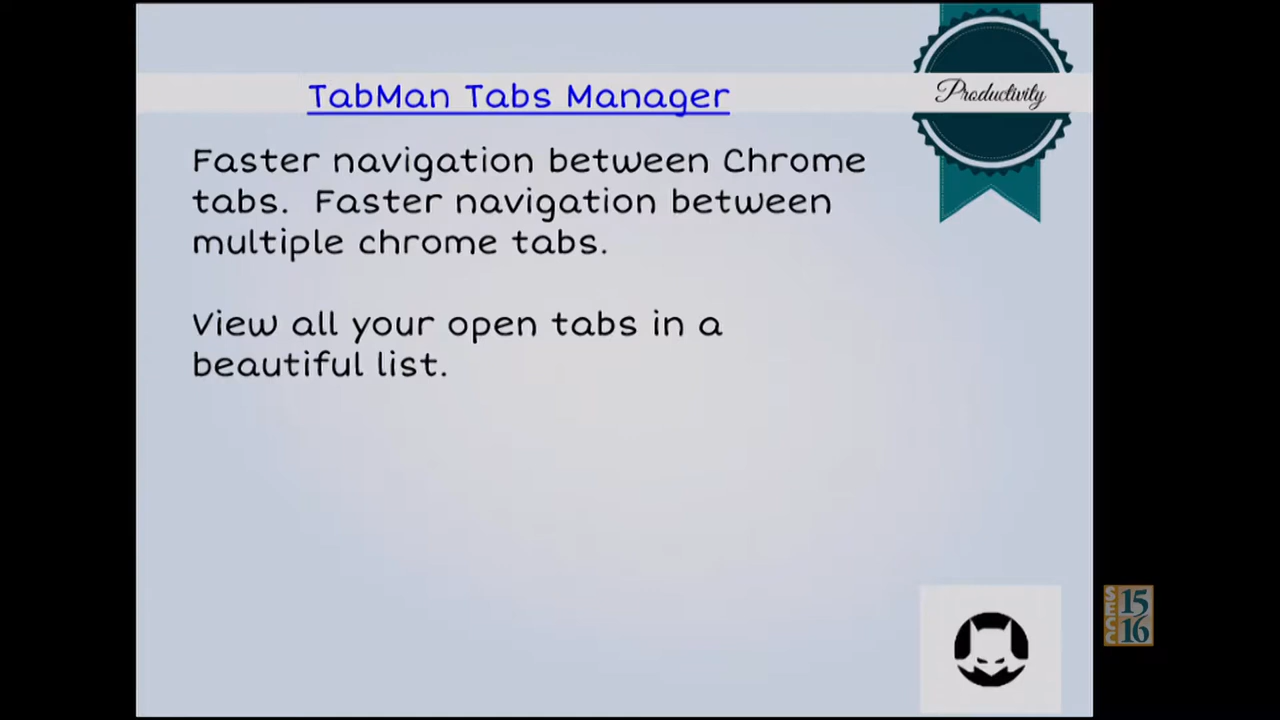 TabMan Tabs Manager
Productivity
Faster navigation between Chrome
tabs.  Faster navigation between
multiple chrome tabs.
View all your open tabs in a
beautiful list.
SECC
15
16